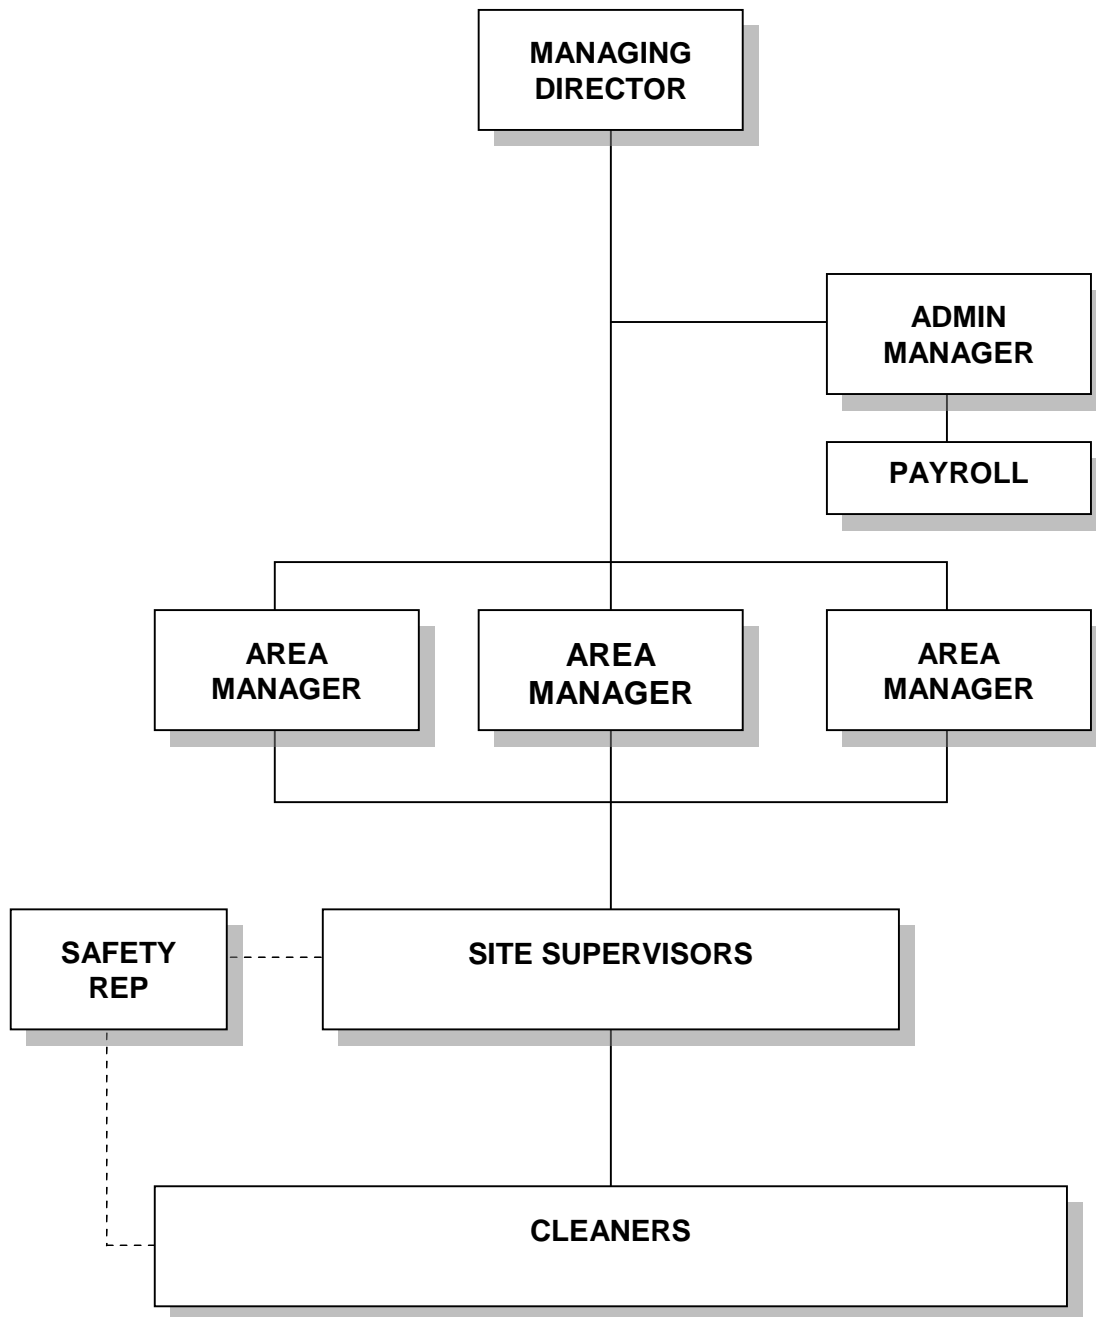 MANAGING
DIRECTOR
ADMIN
MANAGER
PAYROLL
AREA
MANAGER
AREA
MANAGER
AREA
MANAGER
SAFETY
REP
SITE SUPERVISORS
CLEANERS